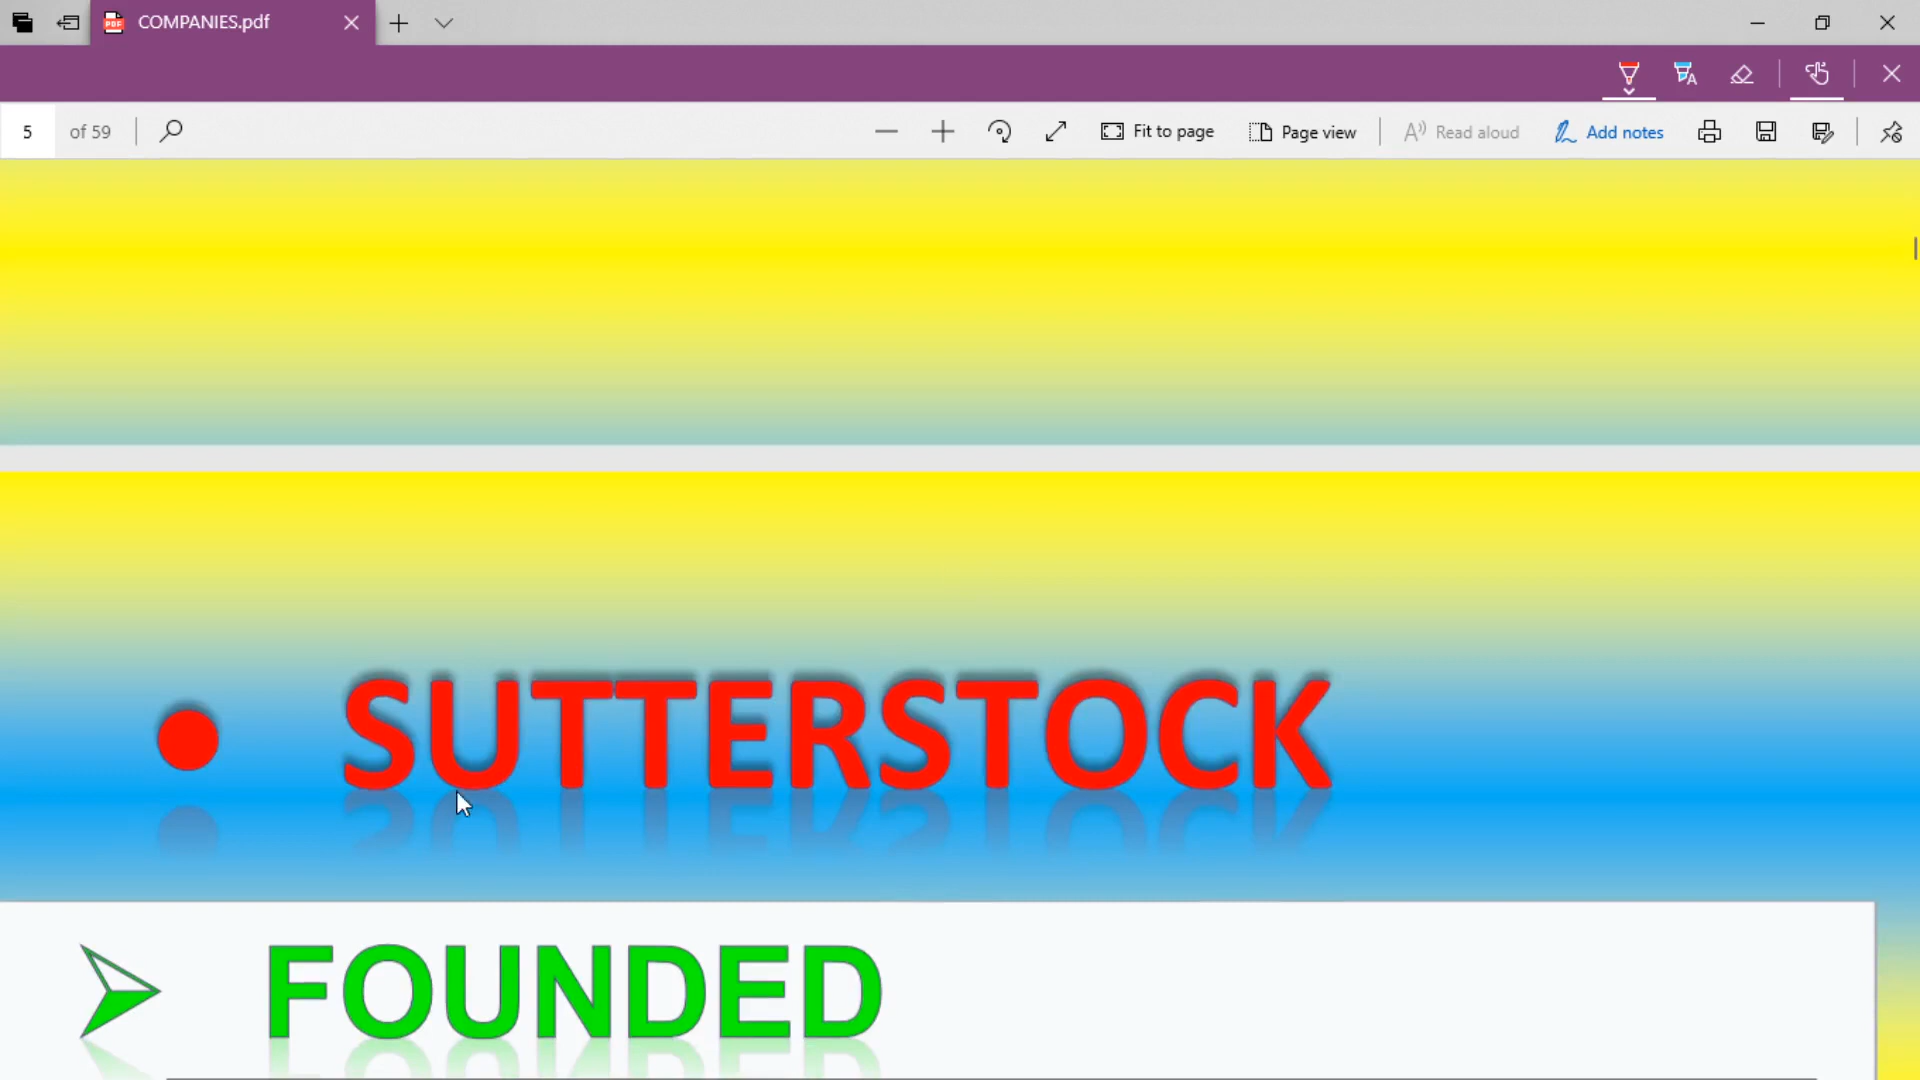 COMPANIES.pdf
5 of 59
Fit to page
Page view
Read aloud
Add notes
SUTTERSTOCK
FOUNDED